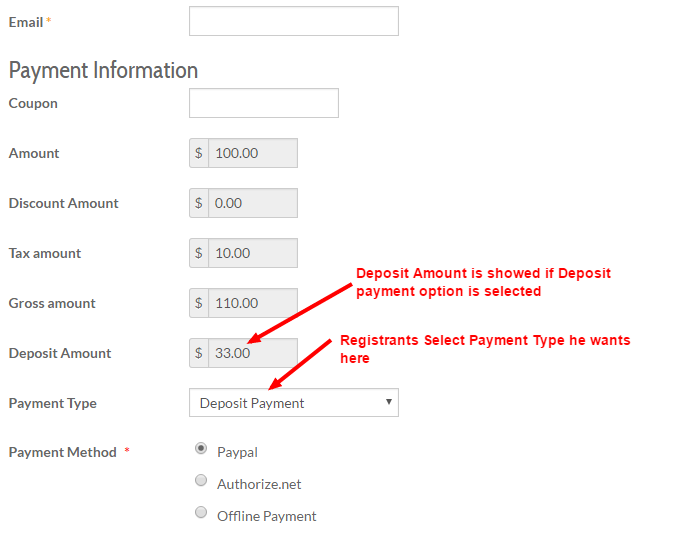 Email *
Payment Information
Coupon
Amount $ 100.00
Discount Amount $ 0.00
Tax amount $ 10.00
Deposit Amount is showed if Deposit
payment option is selected
Gross amount $ 110.00
Registrants Select Payment Type he wants
here
Deposit Amount $ 33.00
Payment Type Deposit Payment
Payment Method * Paypal
Authorize.net
Offline Payment